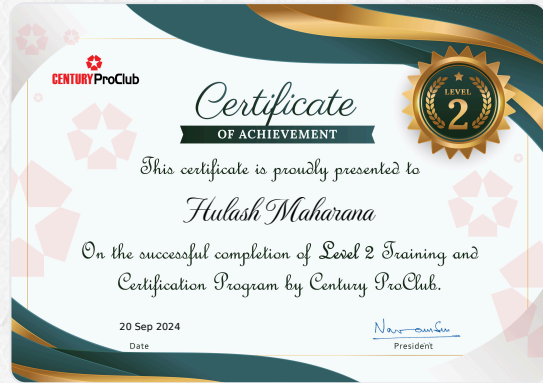 CENTURY ProClub
LEVEL
2
Certificate
OF ACHIEVEMENT
This certificate is proudly presented to
Hulash Maharana
On the successful completion of Level 2 Training and
Certification Program by Century ProClub.
20 Sep 2024
Date
President